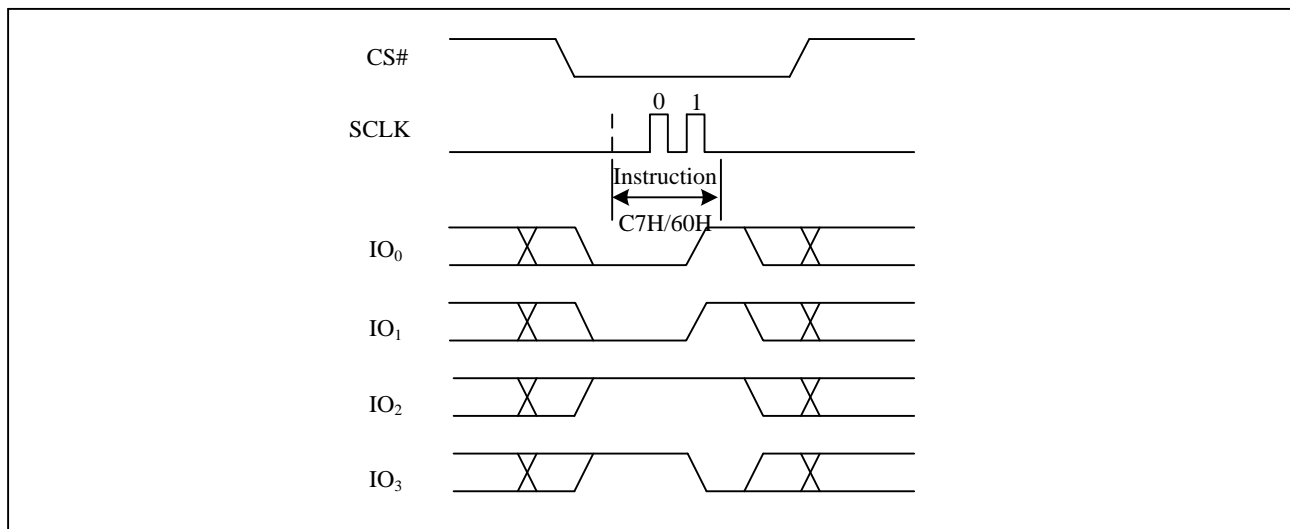 CS#
0 1
SCLK
Instruction
C7H/60H
IO₀
IO₁
IO₂
IO₃